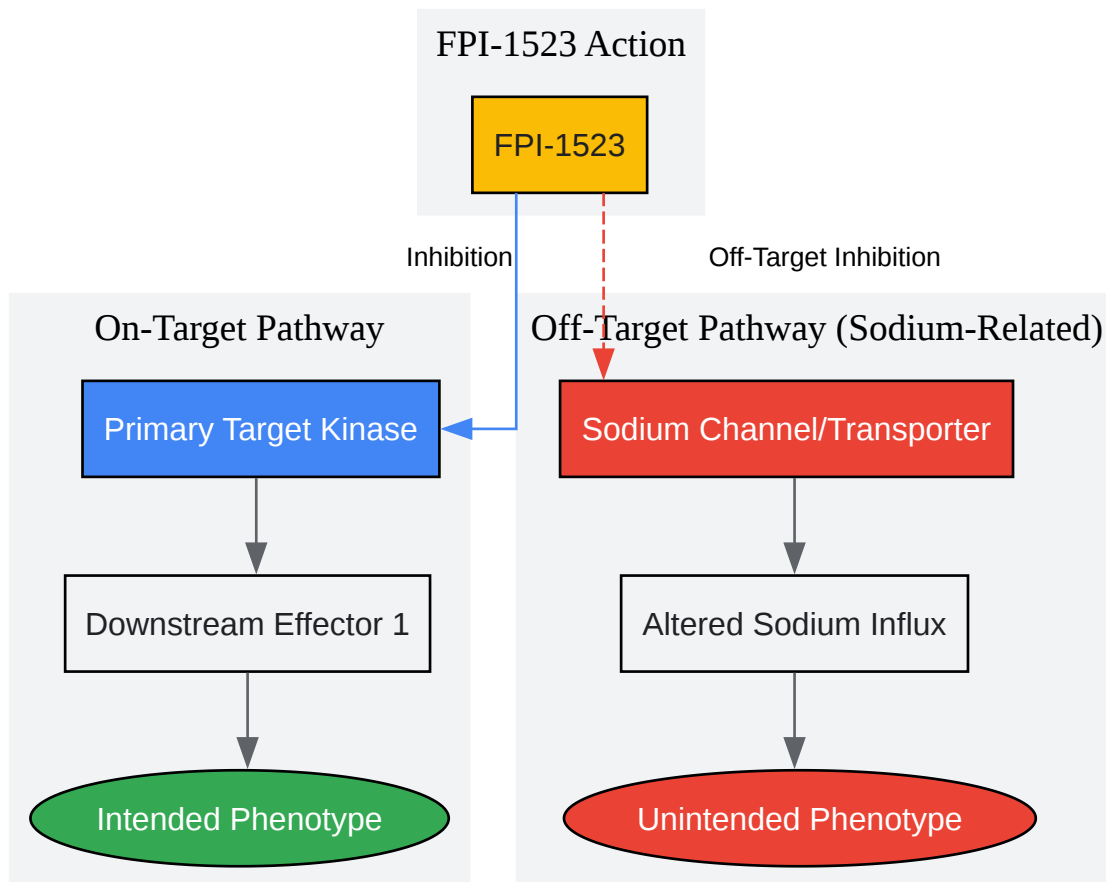 FPI-1523 Action
FPI-1523
Inhibition
Off-Target Inhibition
On-Target Pathway
Off-Target Pathway (Sodium-Related)
Primary Target Kinase
Sodium Channel/Transporter
Downstream Effector 1
Altered Sodium Influx
Intended Phenotype
Unintended Phenotype